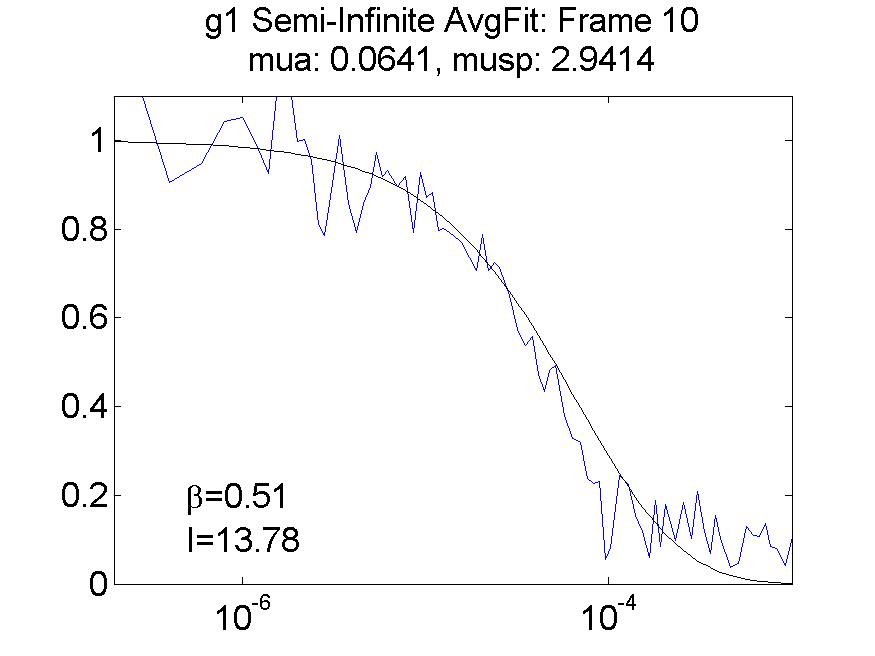 g1 Semi-Infinite AvgFit: Frame 10
mua: 0.0641, musp: 2.9414
1
0.8
0.6
0.4
0.2
0
β=0.51
I=13.78
10^-6
10^-4